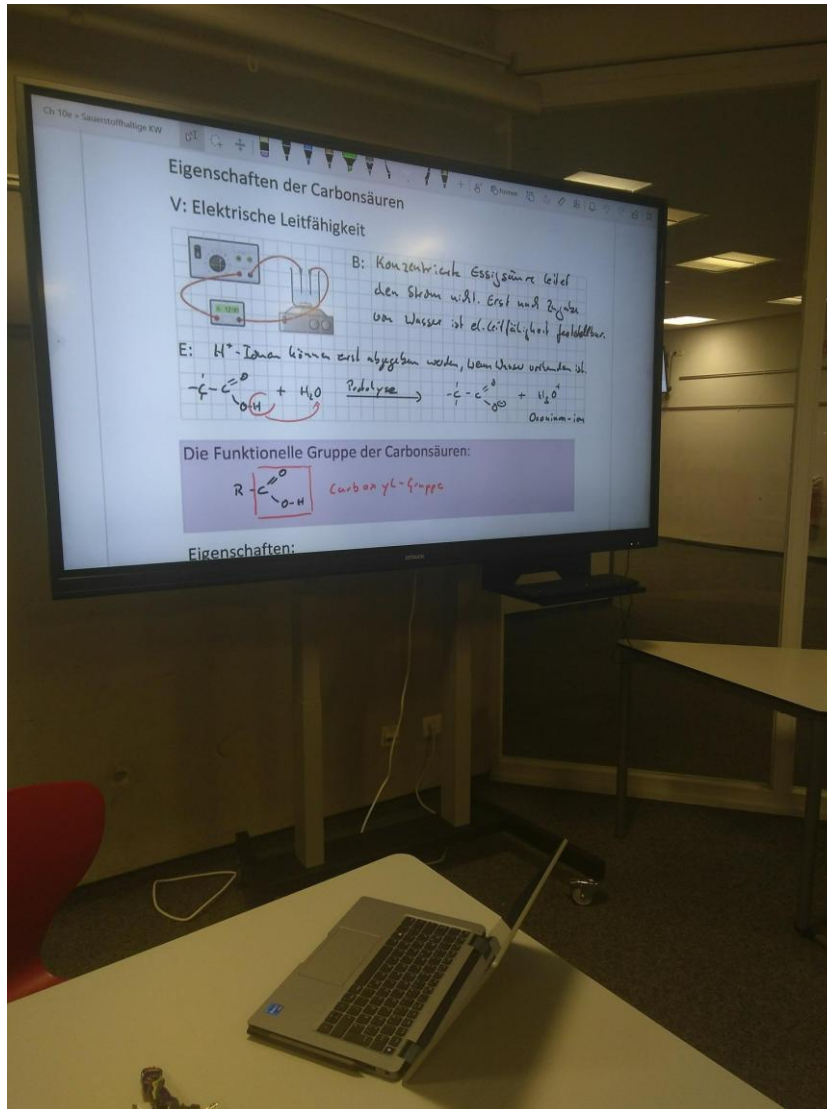 Ch 10e » Sauerstoffhaltige KW
Formen
Eigenschaften der Carbonsäuren
V: Elektrische Leitfähigkeit
B: Konzentrierte Essigsäure leitet
den Strom nicht. Erst nach Zugabe
von Wasser ist el. Leitfähigkeit feststellbar.
E: H⁺-Ionen können erst abgegeben werden, wenn Wasser vorhanden ist.
-C-C O O-H + H₂O Protolyse -C-C O O⊖ + H₃O⁺
Oxonium-ion
Die Funktionelle Gruppe der Carbonsäuren:
R-C O O-H Carboxyl-Gruppe
Eigenschaften: